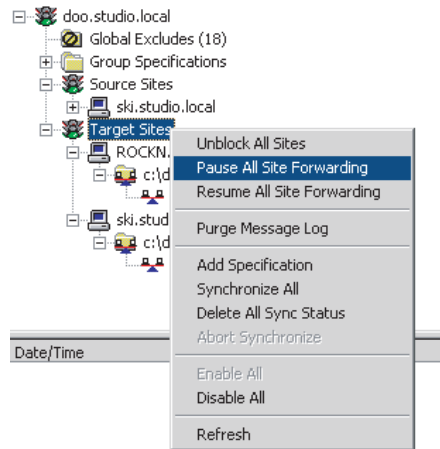 doo.studio.local
Global Excludes (18)
Group Specifications
Source Sites
ski.studio.local
Target Sites
ROCKN.
c:\d
ski.stud
c:\d
Unblock All Sites
Pause All Site Forwarding
Resume All Site Forwarding
Purge Message Log
Add Specification
Synchronize All
Delete All Sync Status
Abort Synchronize
Enable All
Disable All
Refresh
Date/Time